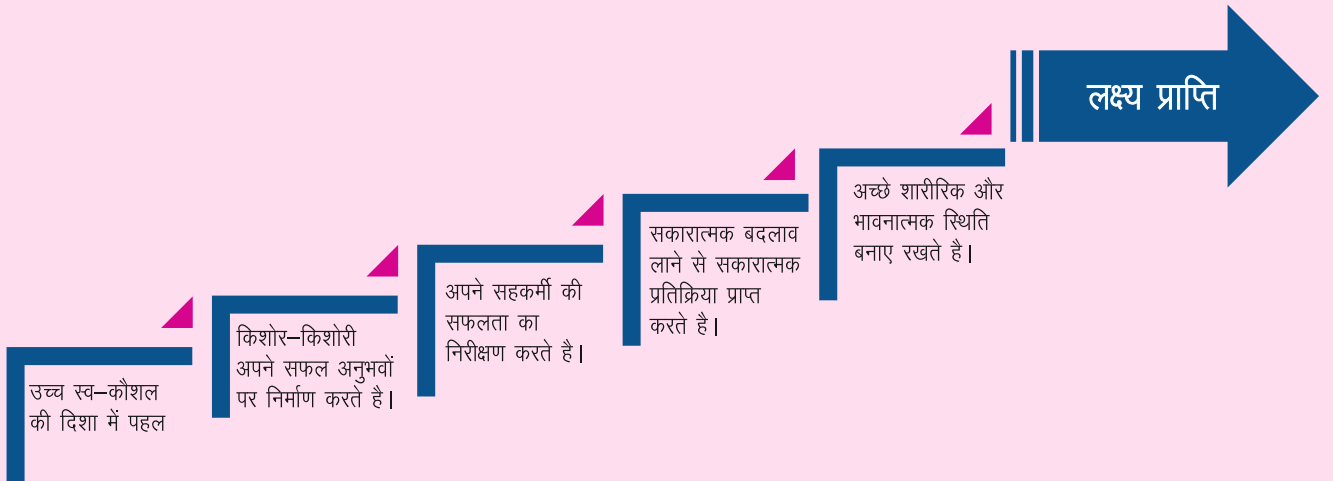 उच्च स्व–कौशल
की दिशा में पहल
किशोर–किशोरी
अपने सफल अनुभवों
पर निर्माण करते है।
अपने सहकर्मी की
सफलता का
निरीक्षण करते है।
सकारात्मक बदलाव
लाने से सकारात्मक
प्रतिक्रिया प्राप्त
करते है।
अच्छे शारीरिक और
भावनात्मक स्थिति
बनाए रखते है।
लक्ष्य प्राप्ति